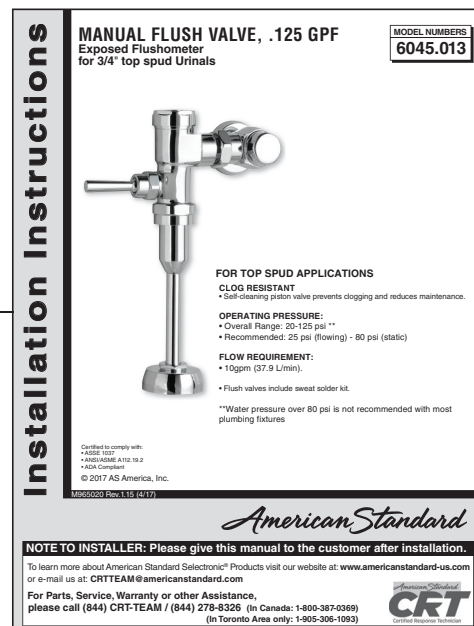 Installation Instructions
MANUAL FLUSH VALVE, .125 GPF
Exposed Flushometer
for 3/4" top spud Urinals
MODEL NUMBERS
6045.013
FOR TOP SPUD APPLICATIONS
CLOG RESISTANT
• Self-cleaning piston valve prevents clogging and reduces maintenance.
OPERATING PRESSURE:
• Overall Range: 20-125 psi **
• Recommended: 25 psi (flowing) - 80 psi (static)
FLOW REQUIREMENT:
• 10gpm (37.9 L/min).
• Flush valves include sweat solder kit.
**Water pressure over 80 psi is not recommended with most
plumbing fixtures
Certified to comply with:
• ASSE 1037
• ANSI/ASME A112.19.2
• ADA Compliant
© 2017 AS America, Inc.
M965020 Rev.1.15 (4/17)
American Standard
NOTE TO INSTALLER: Please give this manual to the customer after installation.
To learn more about American Standard Selectronic® Products visit our website at: www.americanstandard-us.com
or e-mail us at: CRTTEAM@americanstandard.com
For Parts, Service, Warranty or other Assistance,
please call (844) CRT-TEAM / (844) 278-8326 (In Canada: 1-800-387-0369)
(In Toronto Area only: 1-905-306-1093)
American Standard
CRT
Certified Response Technician